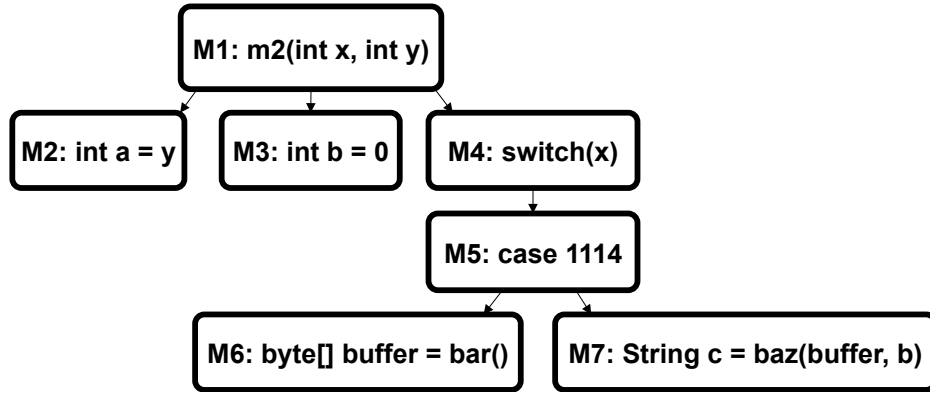 M1: m2(int x, int y)
M2: int a = y
M3: int b = 0
M4: switch(x)
M5: case 1114
M6: byte[] buffer = bar()
M7: String c = baz(buffer, b)